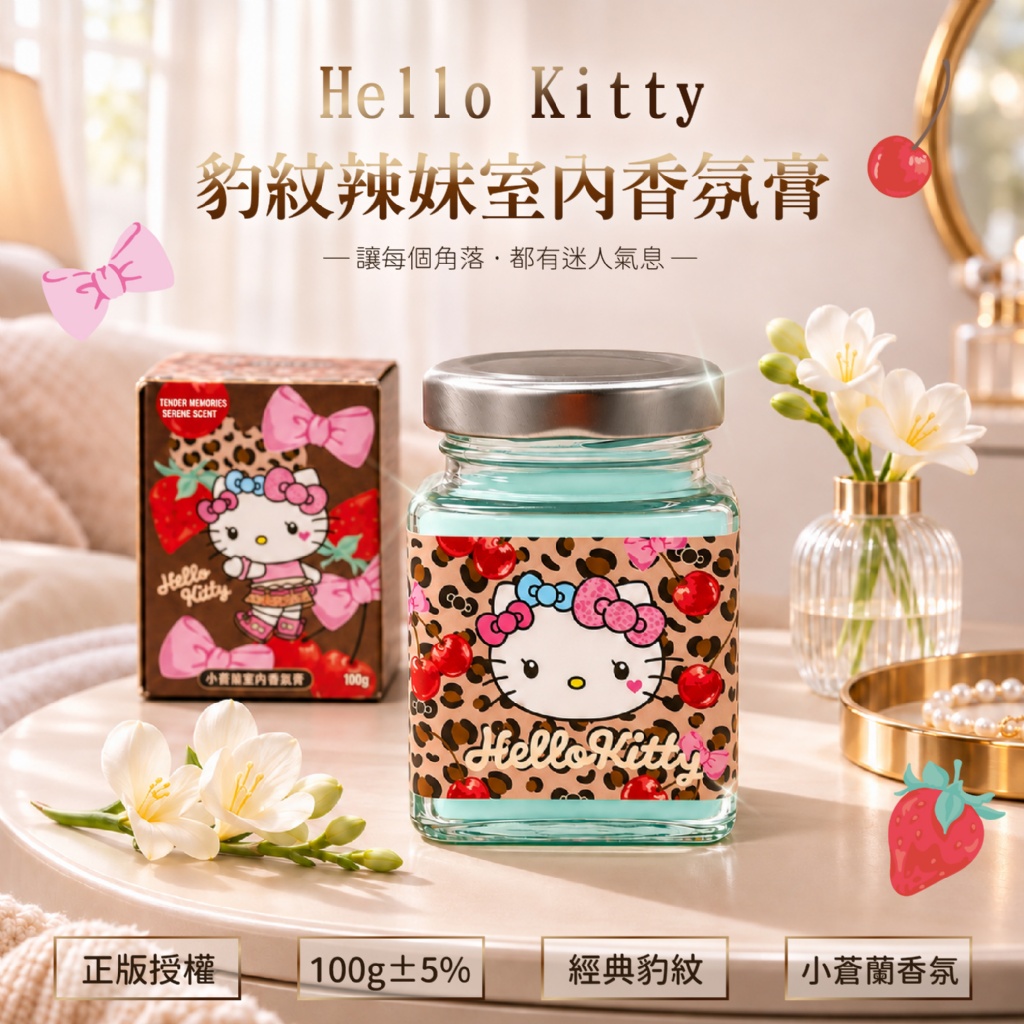 Hello Kitty
豹紋辣妹室內香氛膏
— 讓每個角落・都有迷人氣息 —
TENDER MEMORIES
SERENE SCENT
Hello
Kitty
小蒼蘭室內香氛膏
100g
Hello Kitty
正版授權
100g±5%
經典豹紋
小蒼蘭香氛